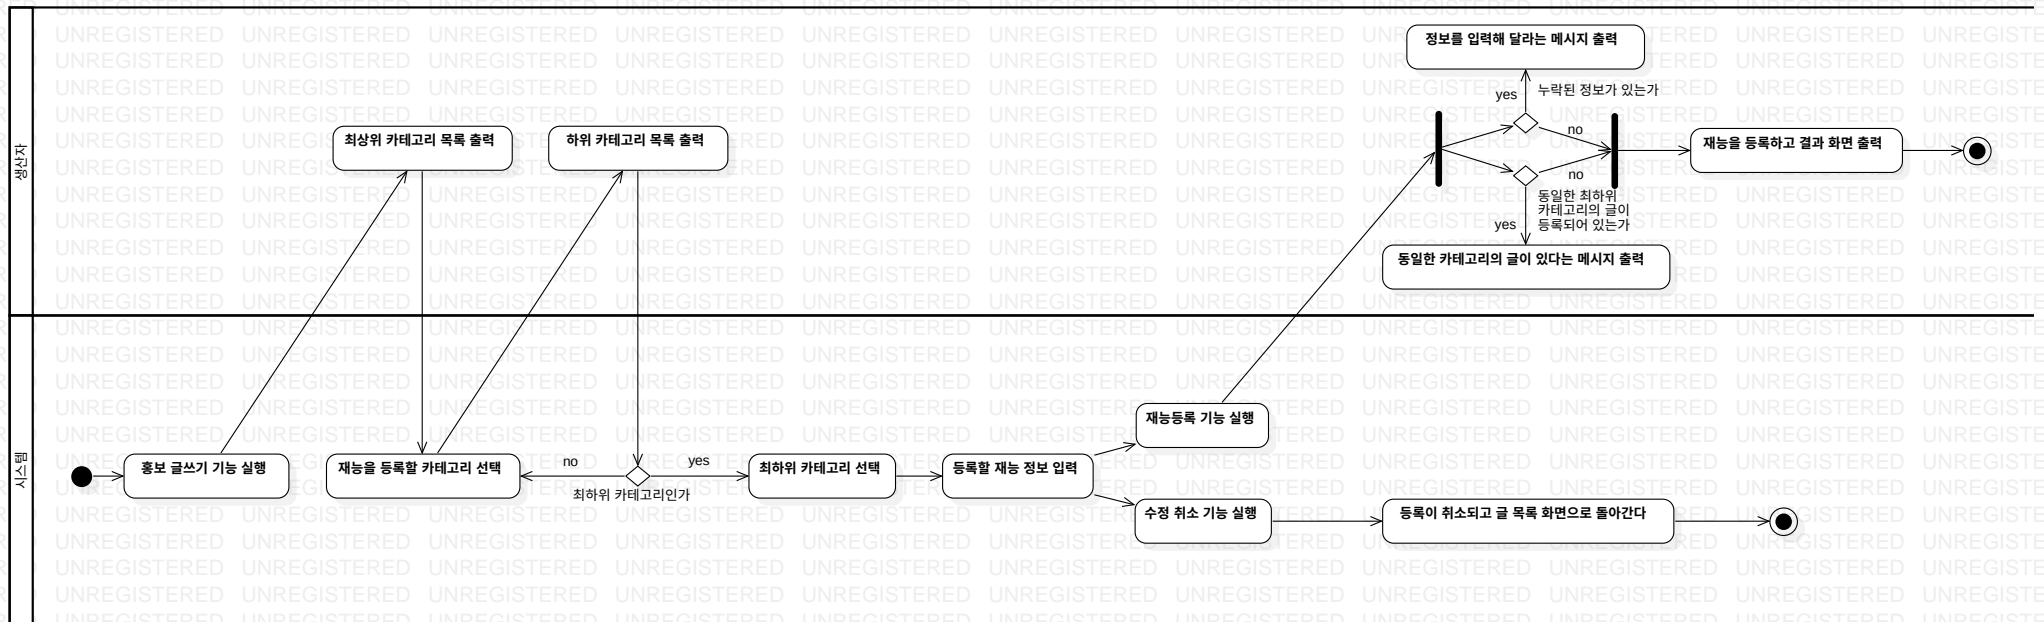 생산자
정보를 입력해 달라는 메시지 출력
yes
누락된 정보가 있는가
최상위 카테고리 목록 출력
하위 카테고리 목록 출력
no
재능을 등록하고 결과 화면 출력
no
동일한 최하위
카테고리의 글이
등록되어 있는가
yes
동일한 카테고리의 글이 있다는 메시지 출력
시스템
재능등록 기능 실행
홍보 글쓰기 기능 실행
재능을 등록할 카테고리 선택
no
yes
최하위 카테고리인가
최하위 카테고리 선택
등록할 재능 정보 입력
수정 취소 기능 실행
등록이 취소되고 글 목록 화면으로 돌아간다
UNREGISTERED